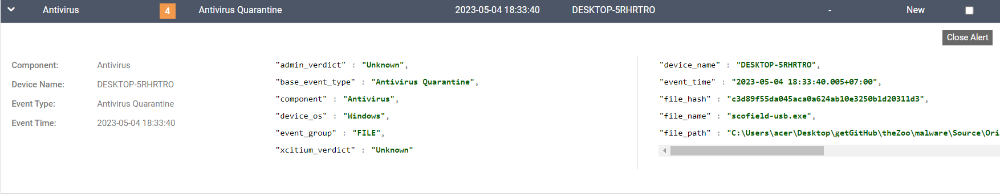 Antivirus 4 Antivirus Quarantine 2023-05-04 18:33:40 DESKTOP-5RHRTRO - New
Close Alert
Component: Antivirus
Device Name: DESKTOP-5RHRTRO
Event Type: Antivirus Quarantine
Event Time: 2023-05-04 18:33:40
"admin_verdict" : "Unknown",
"base_event_type" : "Antivirus Quarantine",
"component" : "Antivirus",
"device_os" : "Windows",
"event_group" : "FILE",
"xcitium_verdict" : "Unknown"
"device_name" : "DESKTOP-5RHRTRO",
"event_time" : "2023-05-04 18:33:40.005+07:00",
"file_hash" : "c3d89f55da045aca0a624ab10e3250b1d20311d3",
"file_name" : "scofield-usb.exe",
"file_path" : "C:\Users\acer\Desktop\getGitHub\theZoo\malware\Source\Ori